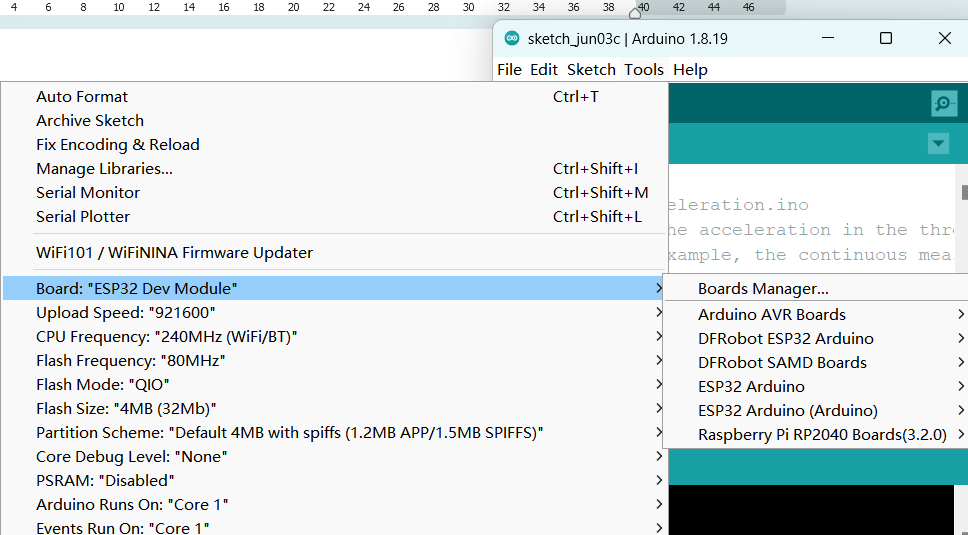 4 6 8 10 12 14 16 18 20 22 24 26 28 30 32 34 36 38 40 42 44 46
sketch_jun03c | Arduino 1.8.19
File Edit Sketch Tools Help
Auto Format Ctrl+T
Archive Sketch
Fix Encoding & Reload
Manage Libraries... Ctrl+Shift+I
Serial Monitor Ctrl+Shift+M
Serial Plotter Ctrl+Shift+L
eleration.ino
he acceleration in the thre
xample, the continuous mea
WiFi101 / WiFiNINA Firmware Updater
Board: "ESP32 Dev Module"
Upload Speed: "921600"
CPU Frequency: "240MHz (WiFi/BT)"
Flash Frequency: "80MHz"
Flash Mode: "QIO"
Flash Size: "4MB (32Mb)"
Partition Scheme: "Default 4MB with spiffs (1.2MB APP/1.5MB SPIFFS)"
Core Debug Level: "None"
PSRAM: "Disabled"
Arduino Runs On: "Core 1"
Events Run On: "Core 1"
Boards Manager...
Arduino AVR Boards
DFRobot ESP32 Arduino
DFRobot SAMD Boards
ESP32 Arduino
ESP32 Arduino (Arduino)
Raspberry Pi RP2040 Boards(3.2.0)